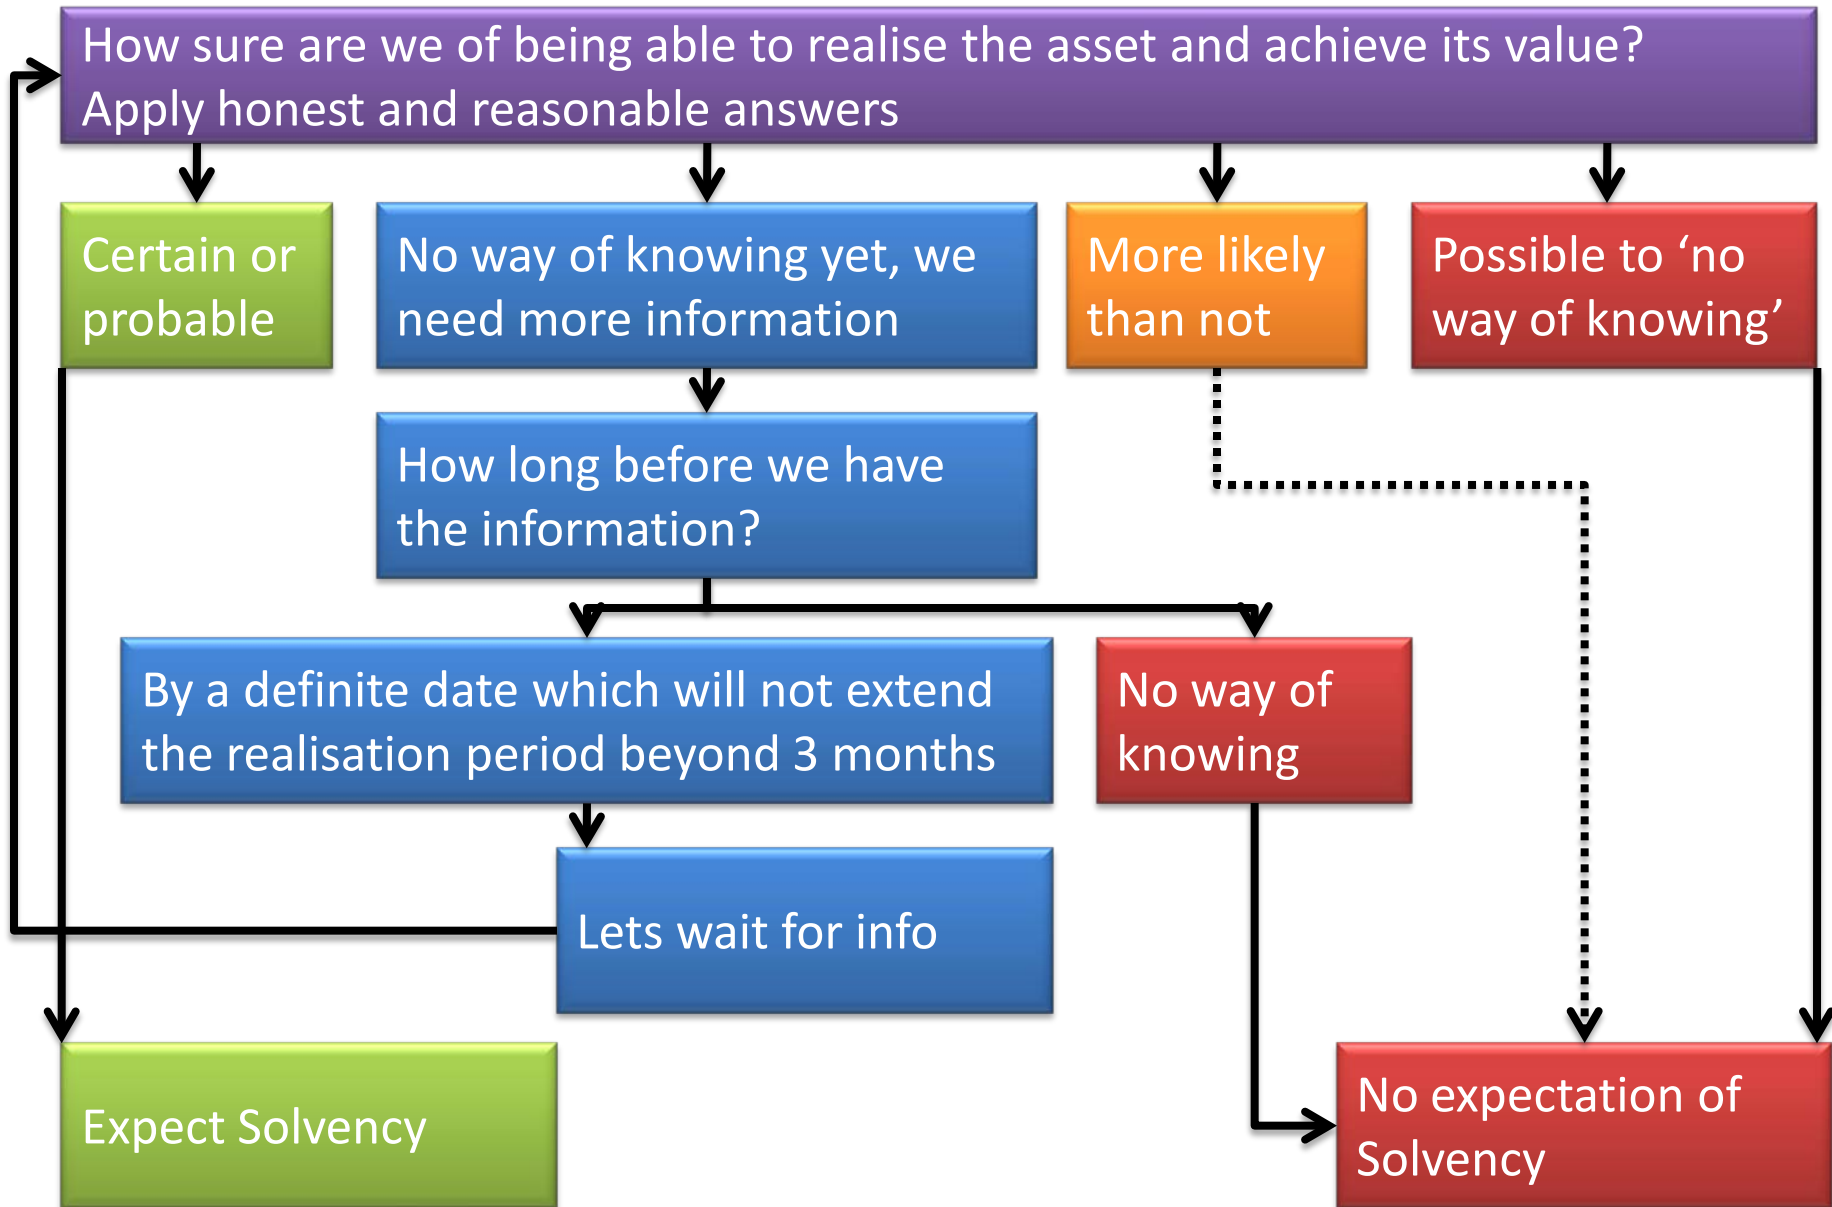 How sure are we of being able to realise the asset and achieve its value?
Apply honest and reasonable answers
Certain or
probable
No way of knowing yet, we
need more information
More likely
than not
Possible to ‘no
way of knowing’
How long before we have
the information?
By a definite date which will not extend
the realisation period beyond 3 months
No way of
knowing
Lets wait for info
Expect Solvency
No expectation of
Solvency